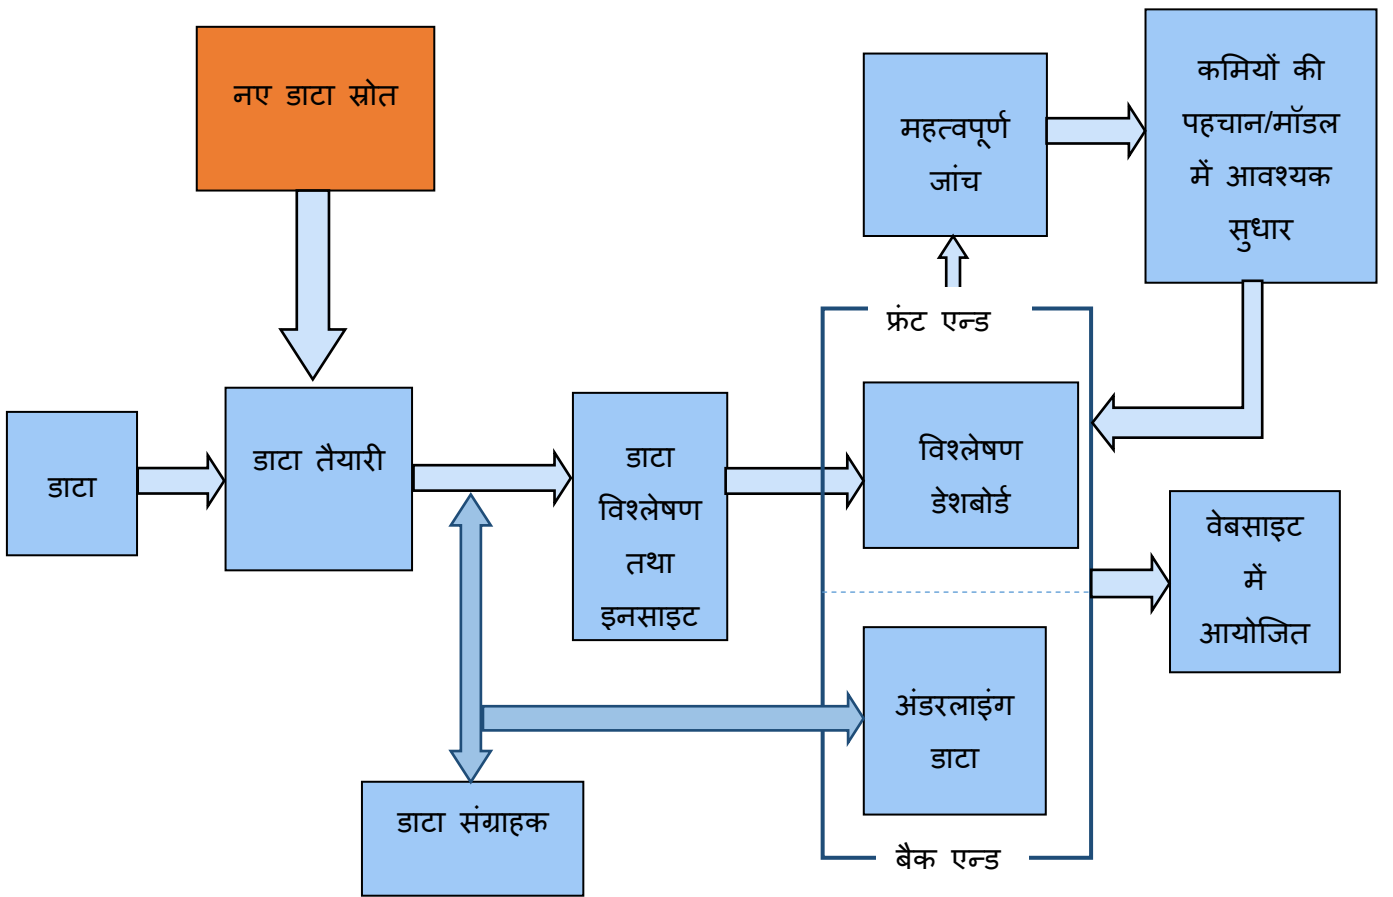 नए डाटा स्रोत
महत्वपूर्ण
जांच
कमियों की
पहचान/मॉडल
में आवश्यक
सुधार
फ्रंट एन्ड
डाटा
डाटा तैयारी
डाटा
विश्लेषण
तथा
इनसाइट
विश्लेषण
डेशबोर्ड
वेबसाइट
में
आयोजित
अंडरलाइंग
डाटा
डाटा संग्राहक
बैक एन्ड